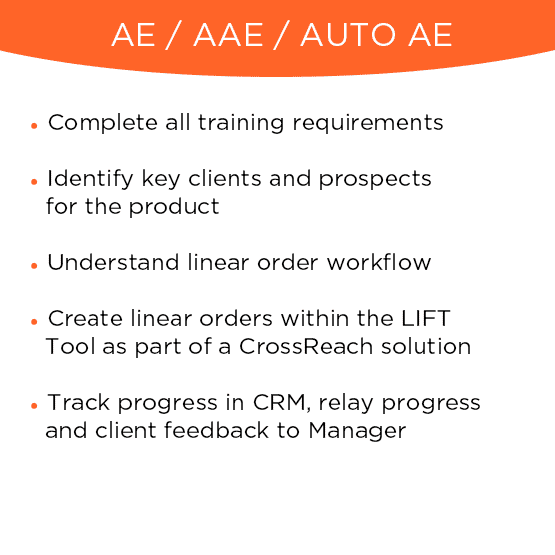 AE / AAE / AUTO AE
• Complete all training requirements
• Identify key clients and prospects
for the product
• Understand linear order workflow
• Create linear orders within the LIFT
Tool as part of a CrossReach solution
• Track progress in CRM, relay progress
and client feedback to Manager